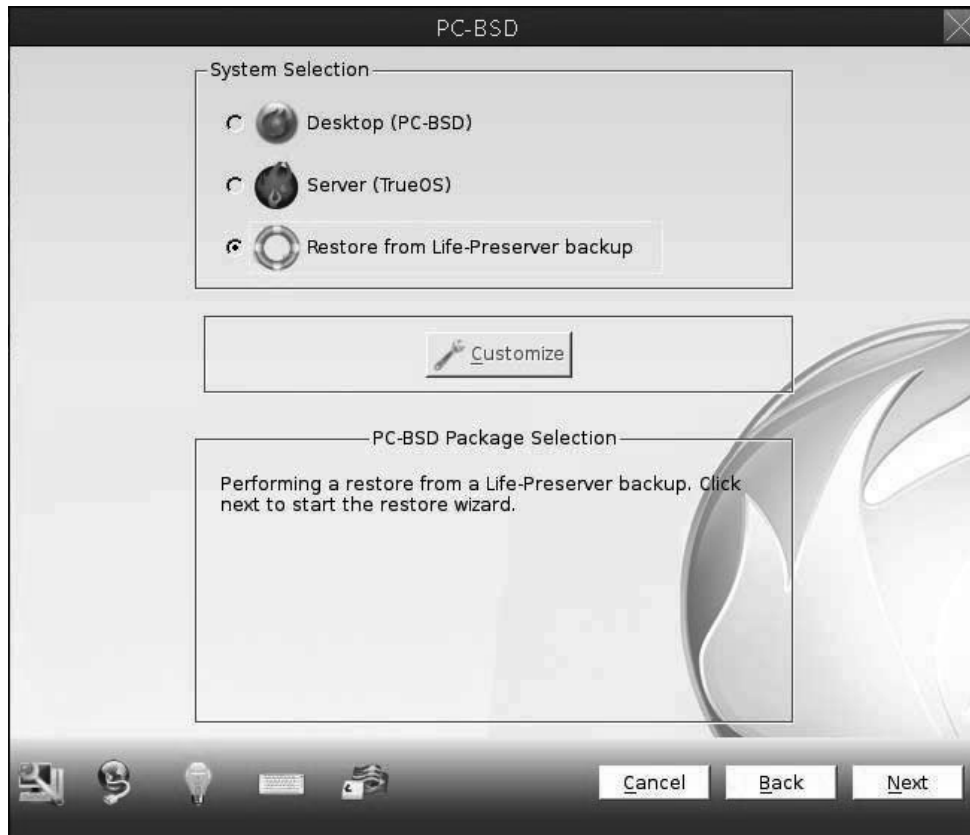 PC-BSD
System Selection
Desktop (PC-BSD)
Server (TrueOS)
Restore from Life-Preserver backup
Customize
PC-BSD Package Selection
Performing a restore from a Life-Preserver backup. Click
next to start the restore wizard.
Cancel Back Next